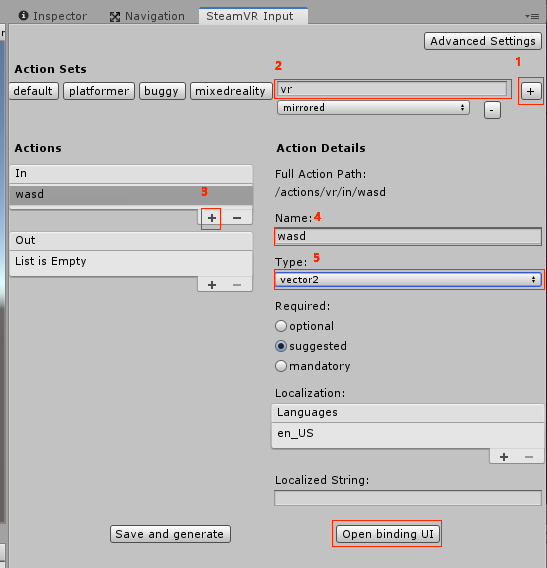 Inspector Navigation SteamVR Input
Advanced Settings
Action Sets 2 1
default platformer buggy mixedreality vr +
mirrored -
Actions Action Details
In Full Action Path:
wasd /actions/vr/in/wasd
3 + - Name: 4
Out wasd
List is Empty Type: 5
+ - vector2
Required:
optional
suggested
mandatory
Localization:
Languages
en_US
+ -
Localized String:
Save and generate Open binding UI